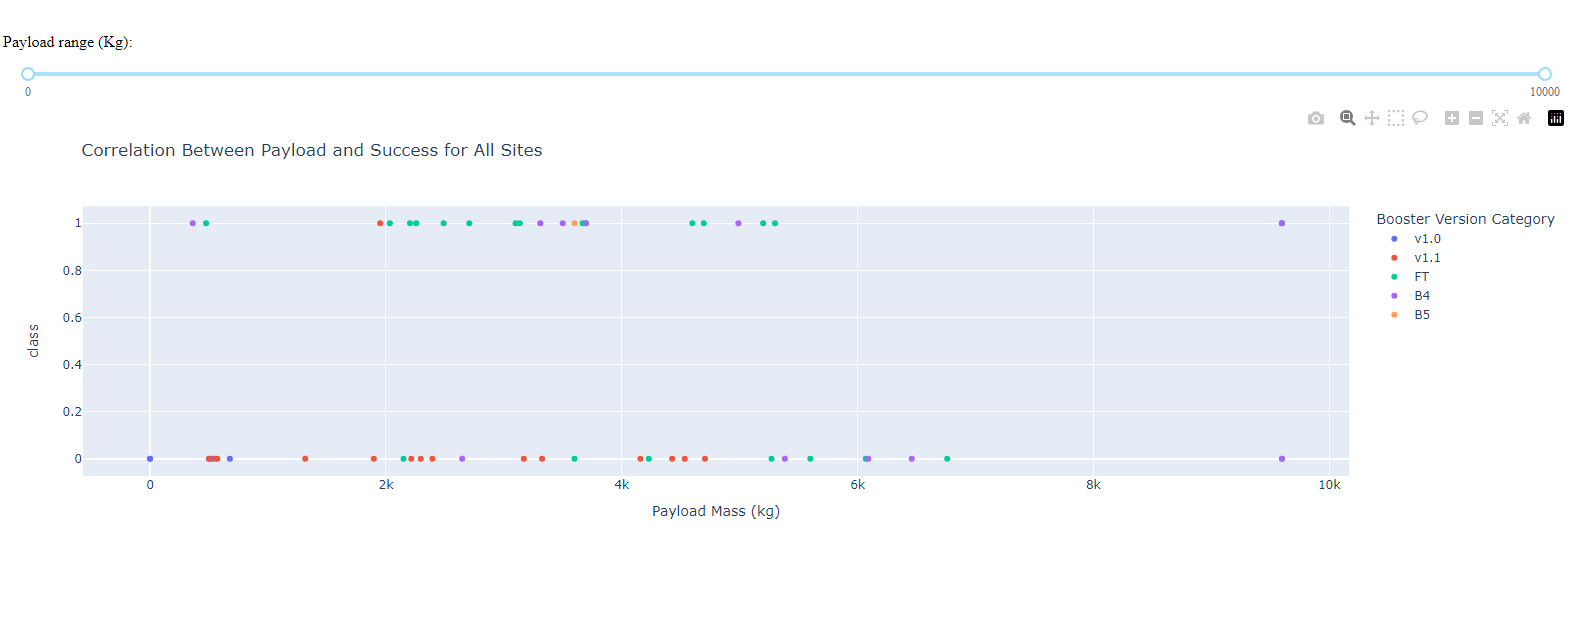 Payload range (Kg):
0
10000
Correlation Between Payload and Success for All Sites
class
1
0.8
0.6
0.4
0.2
0
0
2k
4k
6k
8k
10k
Payload Mass (kg)
Booster Version Category
v1.0
v1.1
FT
B4
B5